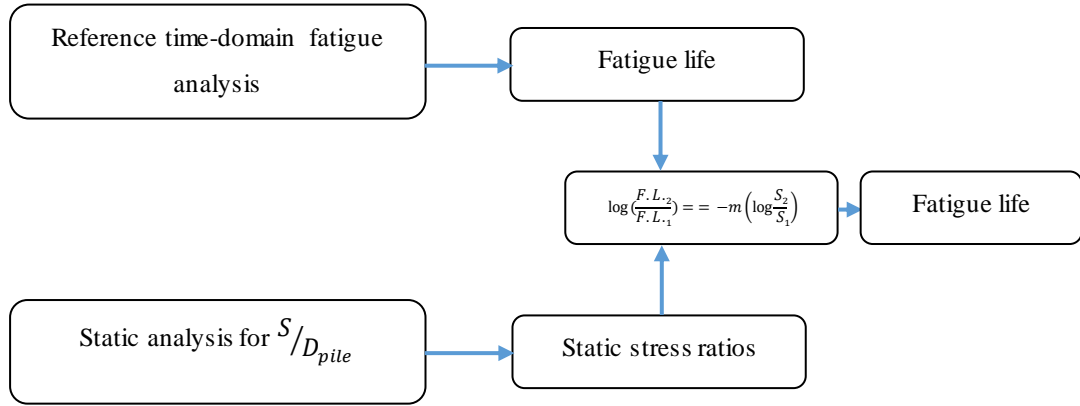 Reference time-domain fatigue
analysis
Fatigue life
log (F.L.₂/F.L.₁) == −m (log S₂/S₁)
Fatigue life
Static analysis for S/D_pile
Static stress ratios